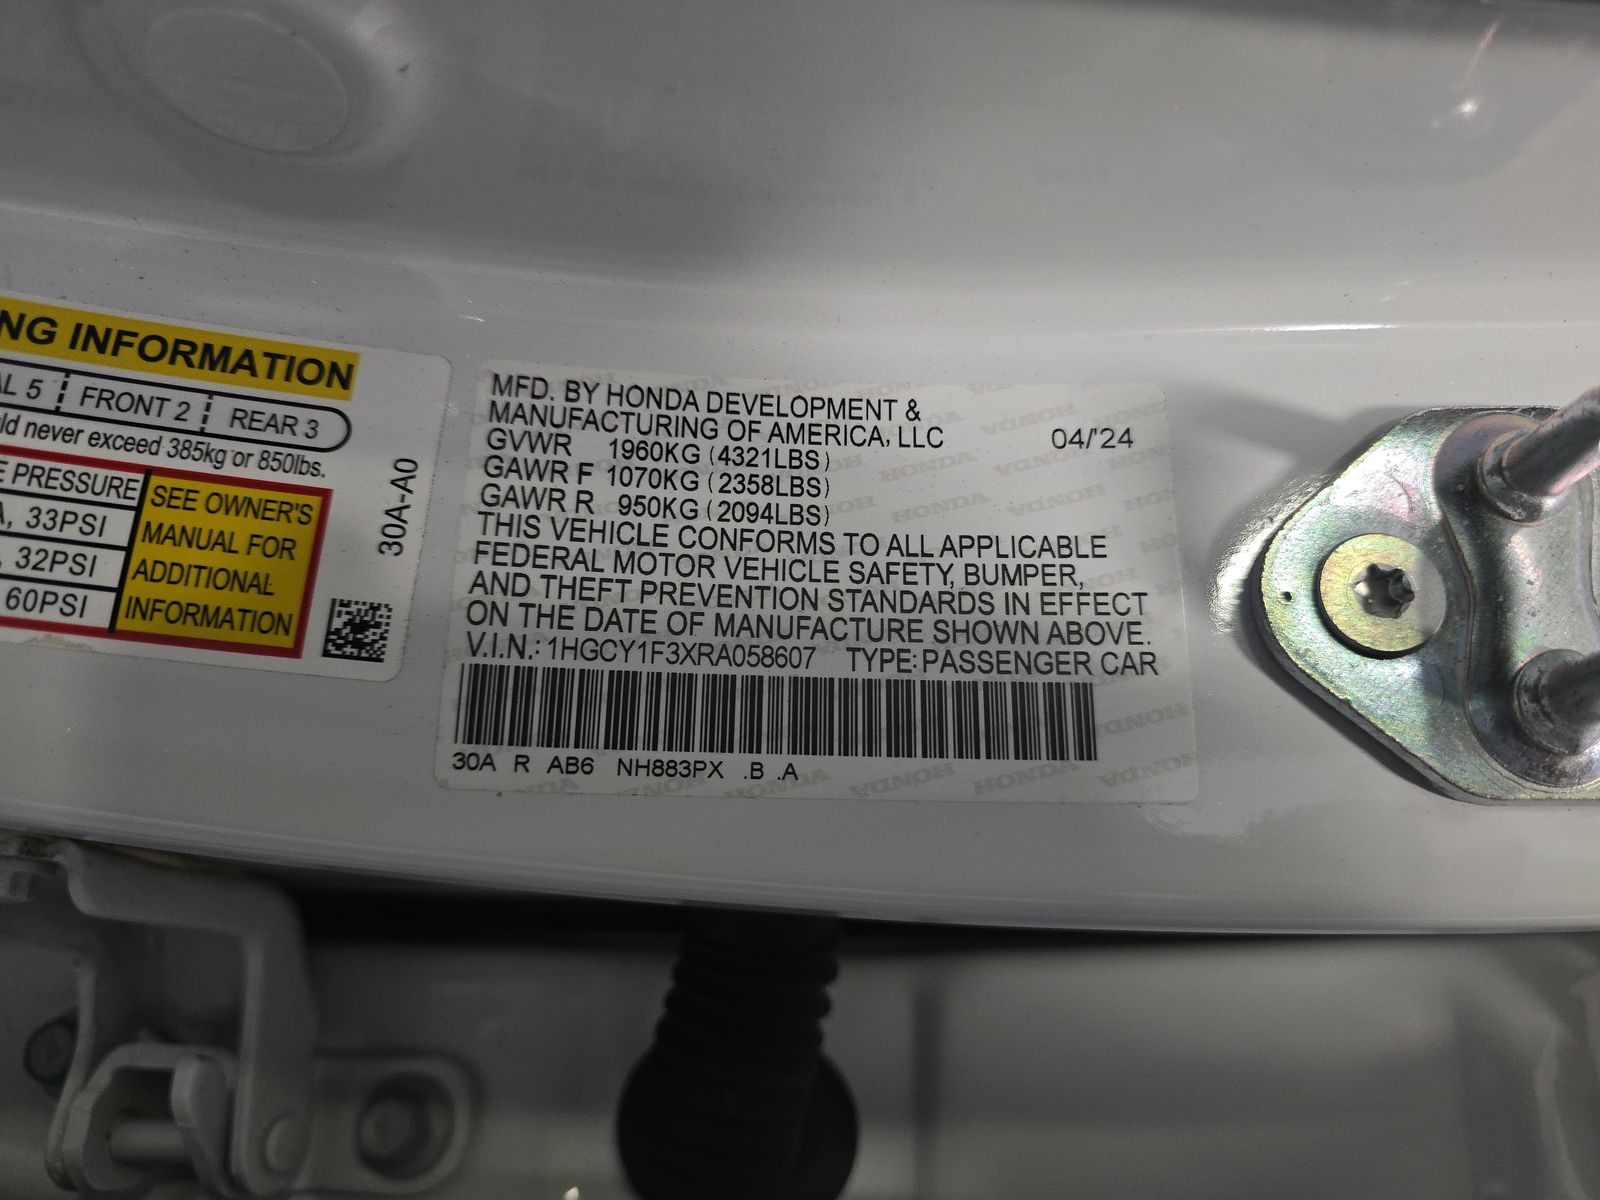 NG INFORMATION
AL 5 FRONT 2 REAR 3
ld never exceed 385kg or 850lbs.
E PRESSURE
, 33PSI
, 32PSI
60PSI
SEE OWNER'S
MANUAL FOR
ADDITIONAL
INFORMATION
30A-A0
MFD. BY HONDA DEVELOPMENT &
MANUFACTURING OF AMERICA, LLC 04/'24
GVWR 1960KG (4321LBS)
GAWR F 1070KG (2358LBS)
GAWR R 950KG (2094LBS)
THIS VEHICLE CONFORMS TO ALL APPLICABLE
FEDERAL MOTOR VEHICLE SAFETY, BUMPER,
AND THEFT PREVENTION STANDARDS IN EFFECT
ON THE DATE OF MANUFACTURE SHOWN ABOVE.
V.I.N.: 1HGCY1F3XRA058607 TYPE: PASSENGER CAR
30A R AB6 NH883PX .B .A